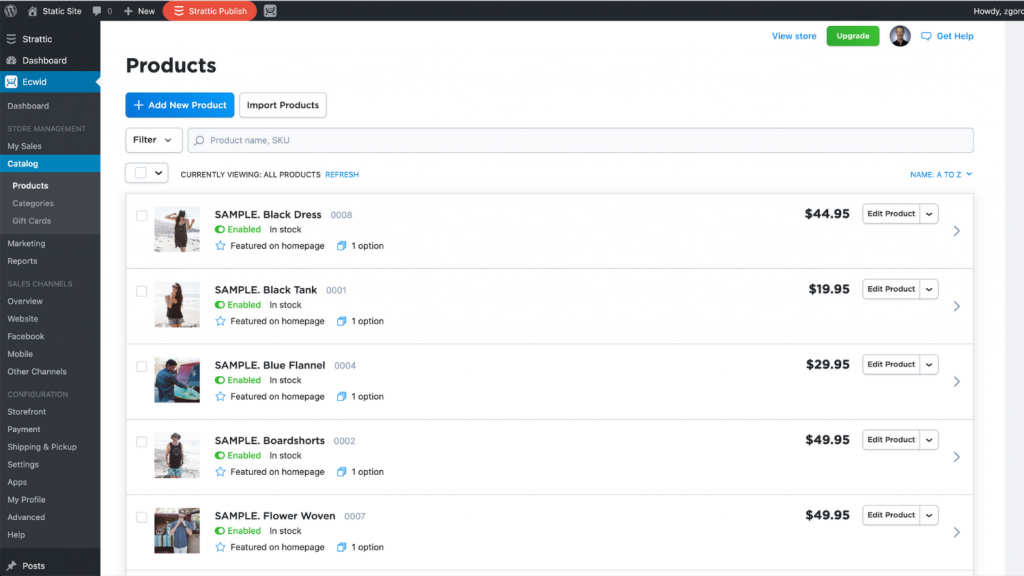 Static Site 0 New Strattic Publish Howdy, zgorc
Strattic
Dashboard
Ecwid
Dashboard
STORE MANAGEMENT
My Sales
Catalog
Products
Categories
Gift Cards
Marketing
Reports
SALES CHANNELS
Overview
Website
Facebook
Mobile
Other Channels
CONFIGURATION
Storefront
Payment
Shipping & Pickup
Settings
Apps
My Profile
Advanced
Help
Posts
View store Upgrade Get Help
Products
Add New Product Import Products
Filter Product name, SKU
CURRENTLY VIEWING: ALL PRODUCTS REFRESH NAME: A TO Z
SAMPLE. Black Dress 0008 $44.95 Edit Product
Enabled In stock
Featured on homepage 1 option
SAMPLE. Black Tank 0001 $19.95 Edit Product
Enabled In stock
Featured on homepage 1 option
SAMPLE. Blue Flannel 0004 $29.95 Edit Product
Enabled In stock
Featured on homepage 1 option
SAMPLE. Boardshorts 0002 $49.95 Edit Product
Enabled In stock
Featured on homepage 1 option
SAMPLE. Flower Woven 0007 $49.95 Edit Product
Enabled In stock
Featured on homepage 1 option